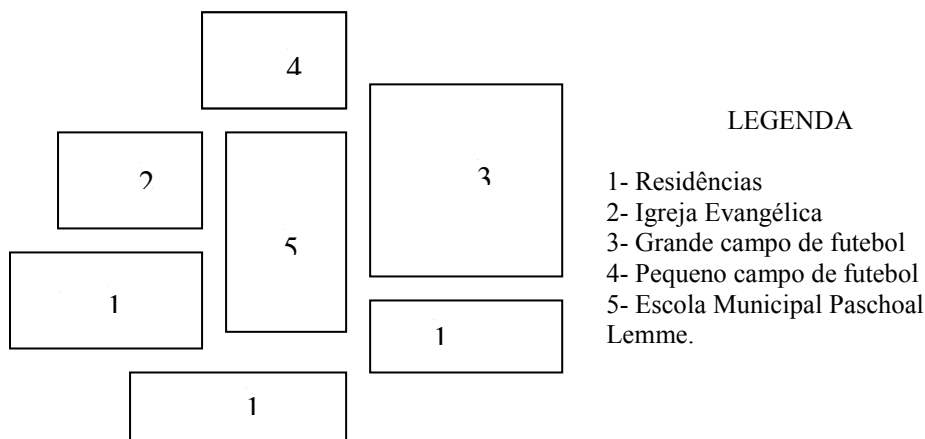 4
LEGENDA
2
3
1- Residências
2- Igreja Evangélica
3- Grande campo de futebol
4- Pequeno campo de futebol
5- Escola Municipal Paschoal
Lemme.
5
1
1
1